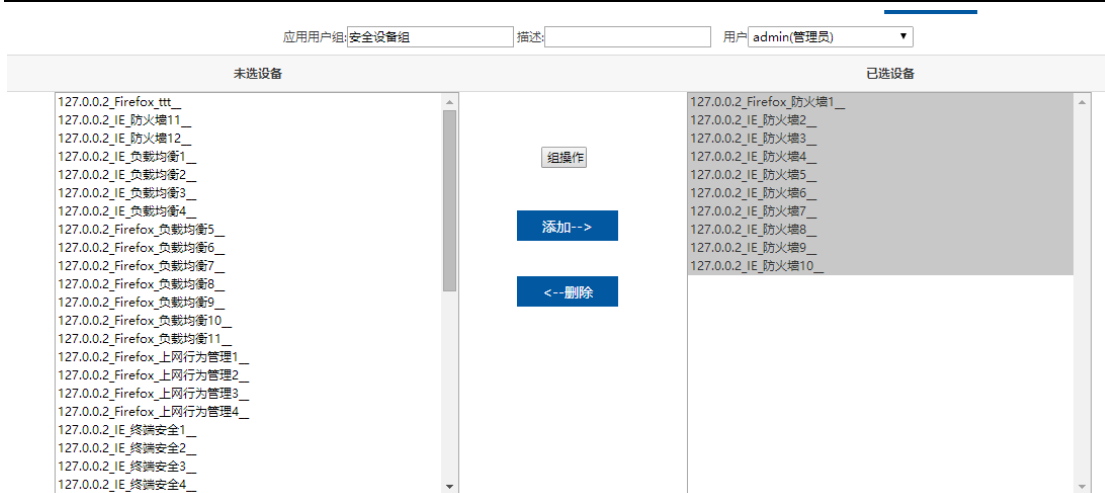 应用用户组:安全设备组 描述: 用户 admin(管理员)
未选设备 已选设备
127.0.0.2_Firefox_ttt__
127.0.0.2_IE_防火墙11__
127.0.0.2_IE_防火墙12__
127.0.0.2_IE_负载均衡1__
127.0.0.2_IE_负载均衡2__
127.0.0.2_IE_负载均衡3__
127.0.0.2_IE_负载均衡4__
127.0.0.2_Firefox_负载均衡5__
127.0.0.2_Firefox_负载均衡6__
127.0.0.2_Firefox_负载均衡7__
127.0.0.2_Firefox_负载均衡8__
127.0.0.2_Firefox_负载均衡9__
127.0.0.2_Firefox_负载均衡10__
127.0.0.2_Firefox_负载均衡11__
127.0.0.2_Firefox_上网行为管理1__
127.0.0.2_Firefox_上网行为管理2__
127.0.0.2_Firefox_上网行为管理3__
127.0.0.2_Firefox_上网行为管理4__
127.0.0.2_IE_终端安全1__
127.0.0.2_IE_终端安全2__
127.0.0.2_IE_终端安全3__
127.0.0.2_IE_终端安全4__
组操作
添加-->
<--删除
127.0.0.2_Firefox_防火墙1__
127.0.0.2_IE_防火墙2__
127.0.0.2_IE_防火墙3__
127.0.0.2_IE_防火墙4__
127.0.0.2_IE_防火墙5__
127.0.0.2_IE_防火墙6__
127.0.0.2_IE_防火墙7__
127.0.0.2_IE_防火墙8__
127.0.0.2_IE_防火墙9__
127.0.0.2_IE_防火墙10__